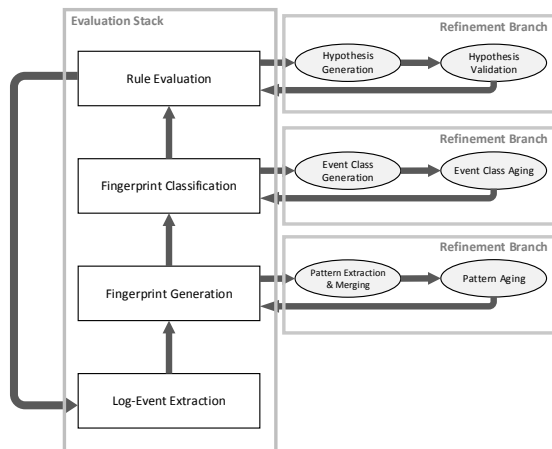 Evaluation Stack
Refinement Branch
Rule Evaluation
Hypothesis
Generation
Hypothesis
Validation
Refinement Branch
Fingerprint Classification
Event Class
Generation
Event Class Aging
Refinement Branch
Fingerprint Generation
Pattern Extraction
& Merging
Pattern Aging
Log-Event Extraction